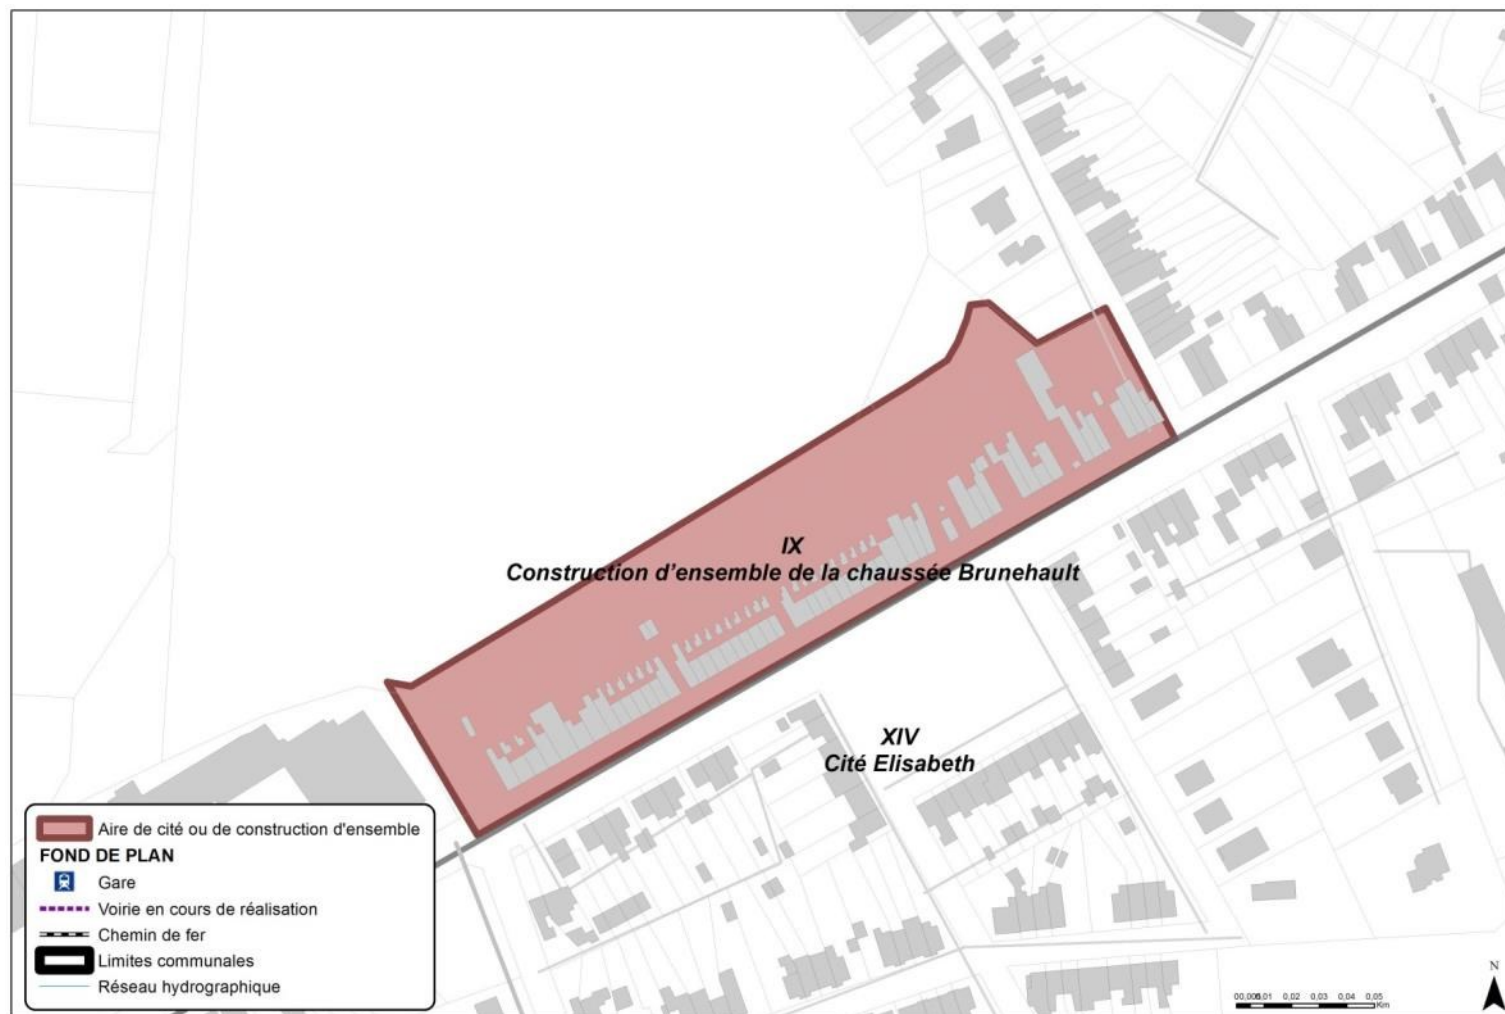 IX
Construction d'ensemble de la chaussée Brunehault
XIV
Cité Elisabeth
Aire de cité ou de construction d'ensemble
FOND DE PLAN
Gare
Voirie en cours de réalisation
Chemin de fer
Limites communales
Réseau hydrographique
N
0,01 0,02 0,03 0,04 0,05
Km